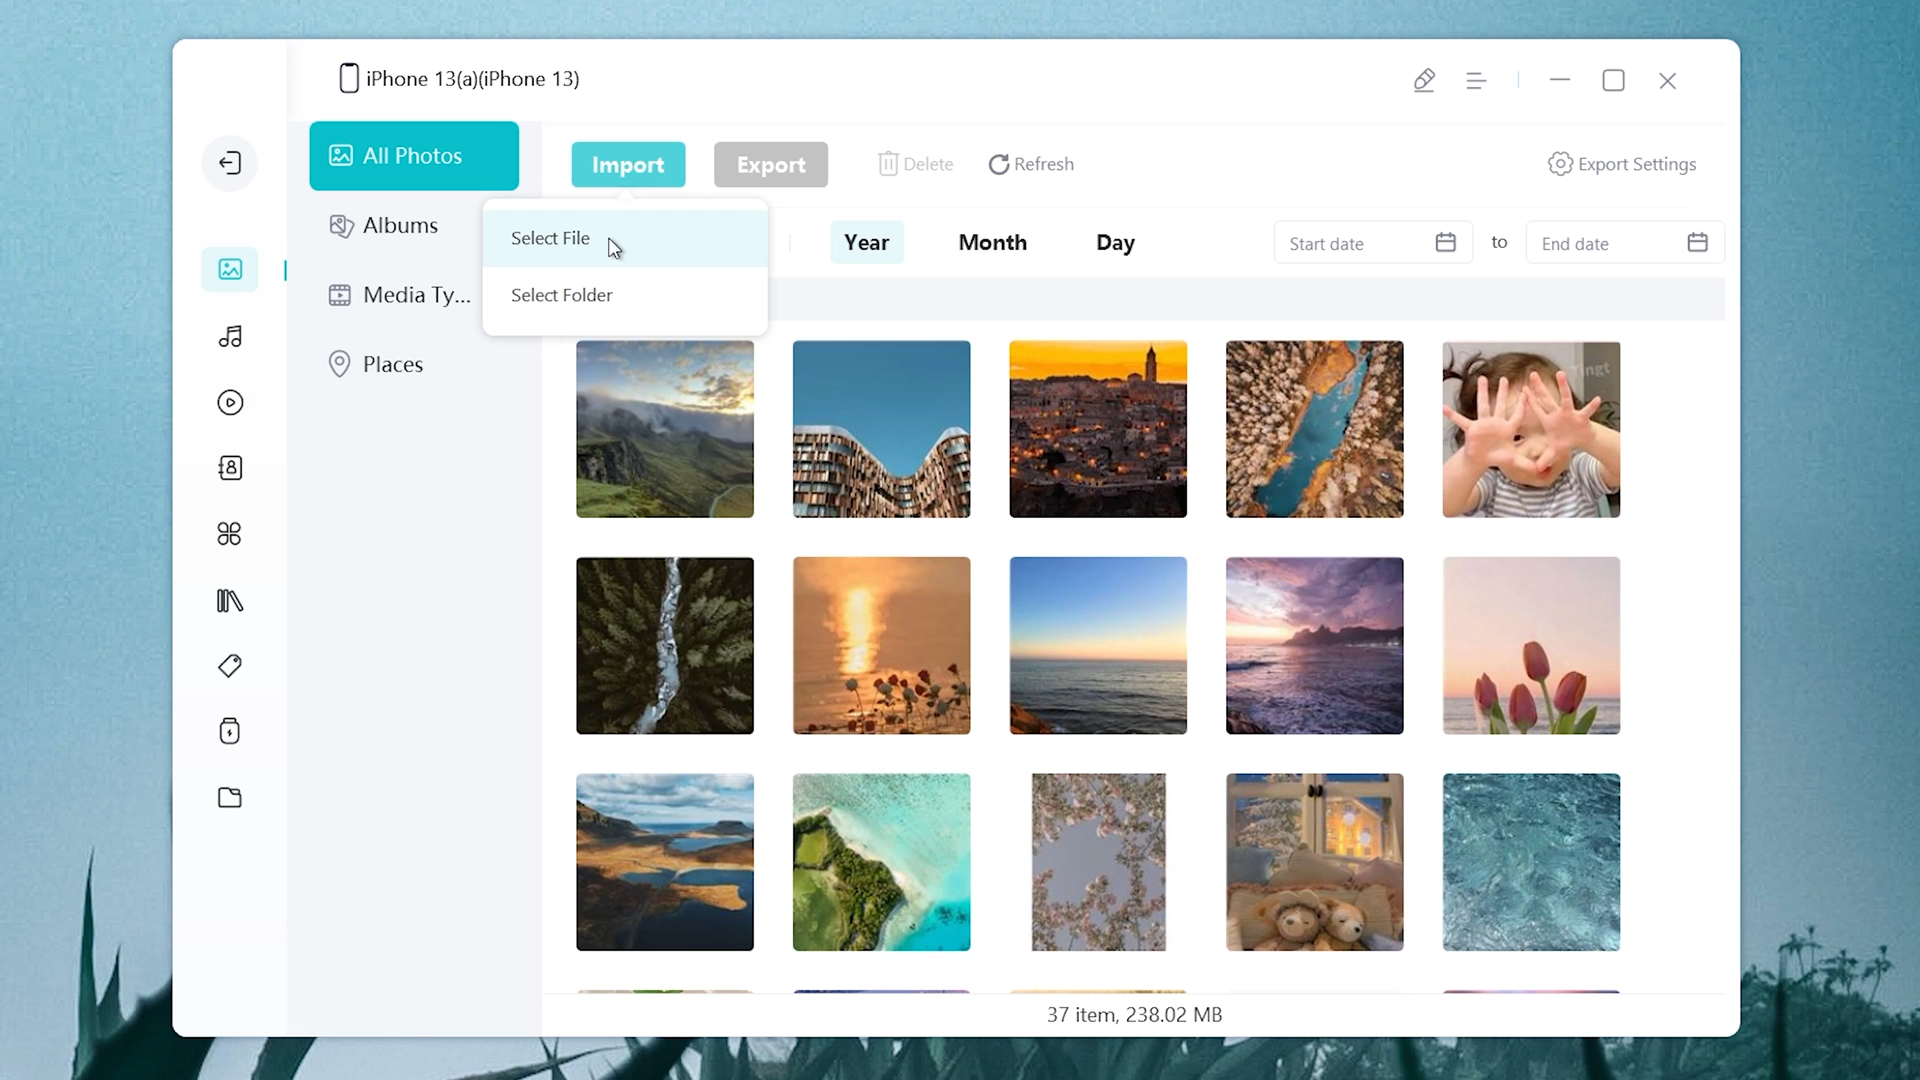 iPhone 13(a)(iPhone 13)
All Photos
Albums
Media Ty...
Places
Import
Export
Delete
Refresh
Export Settings
Select File
Select Folder
Year
Month
Day
Start date
to
End date
Tingt
37 item, 238.02 MB